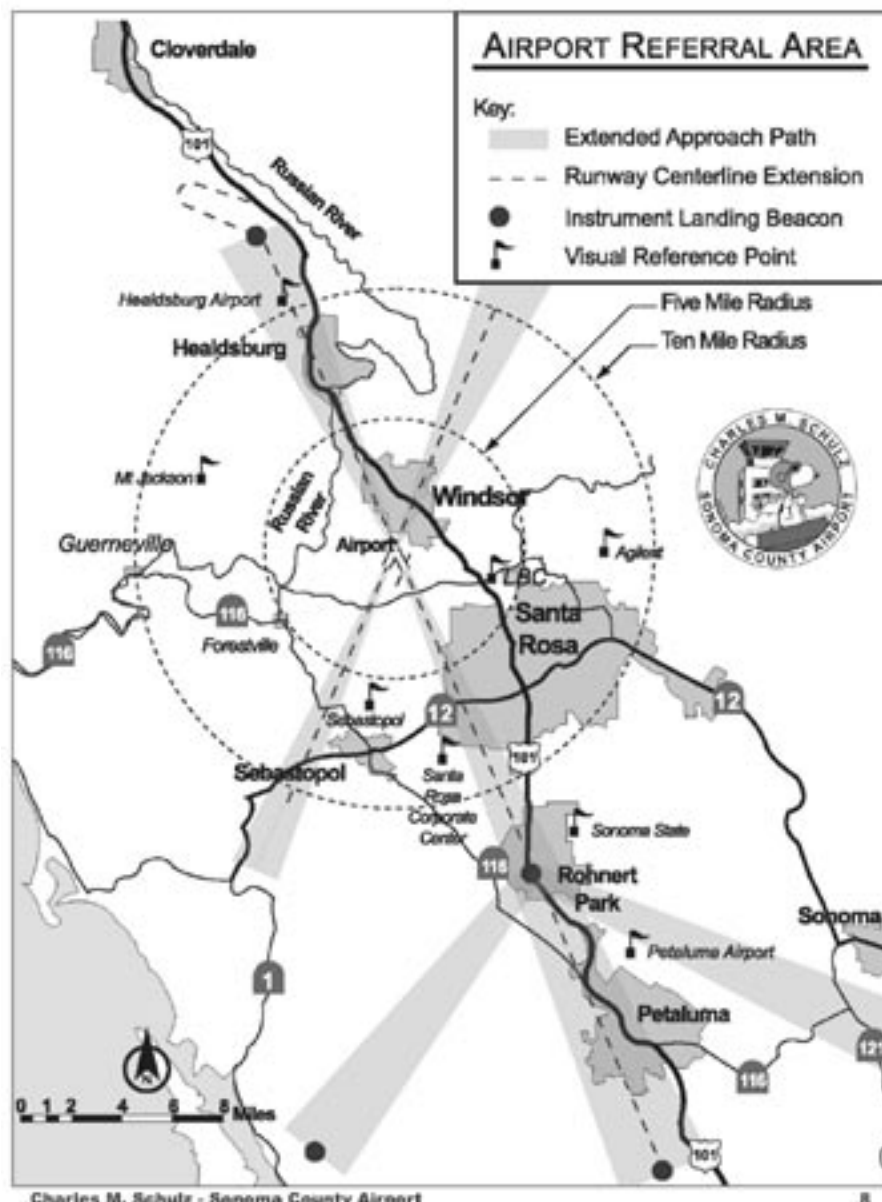 AIRPORT REFERRAL AREA
Key:
Extended Approach Path
Runway Centerline Extension
Instrument Landing Beacon
Visual Reference Point
Cloverdale
101
Russian River
Healdsburg Airport
Five Mile Radius
Healdsburg
Ten Mile Radius
CHARLES M. SCHULZ
SONOMA COUNTY AIRPORT
Mt Jackson
Windsor
Russian
River
Guerneville
Airport
Agilent
LBC
116
Santa
Rosa
116
Forestville
12
12
Sebastopol
Sebastopol
101
Santa
Rosa
Corporate
Center
Sonoma State
116
Rohnert
Park
Sonoma
Petaluma Airport
1
Petaluma
121
116
N
0 1 2 4 6 8 Miles
101
Charles M. Schulz - Sonoma County Airport
8